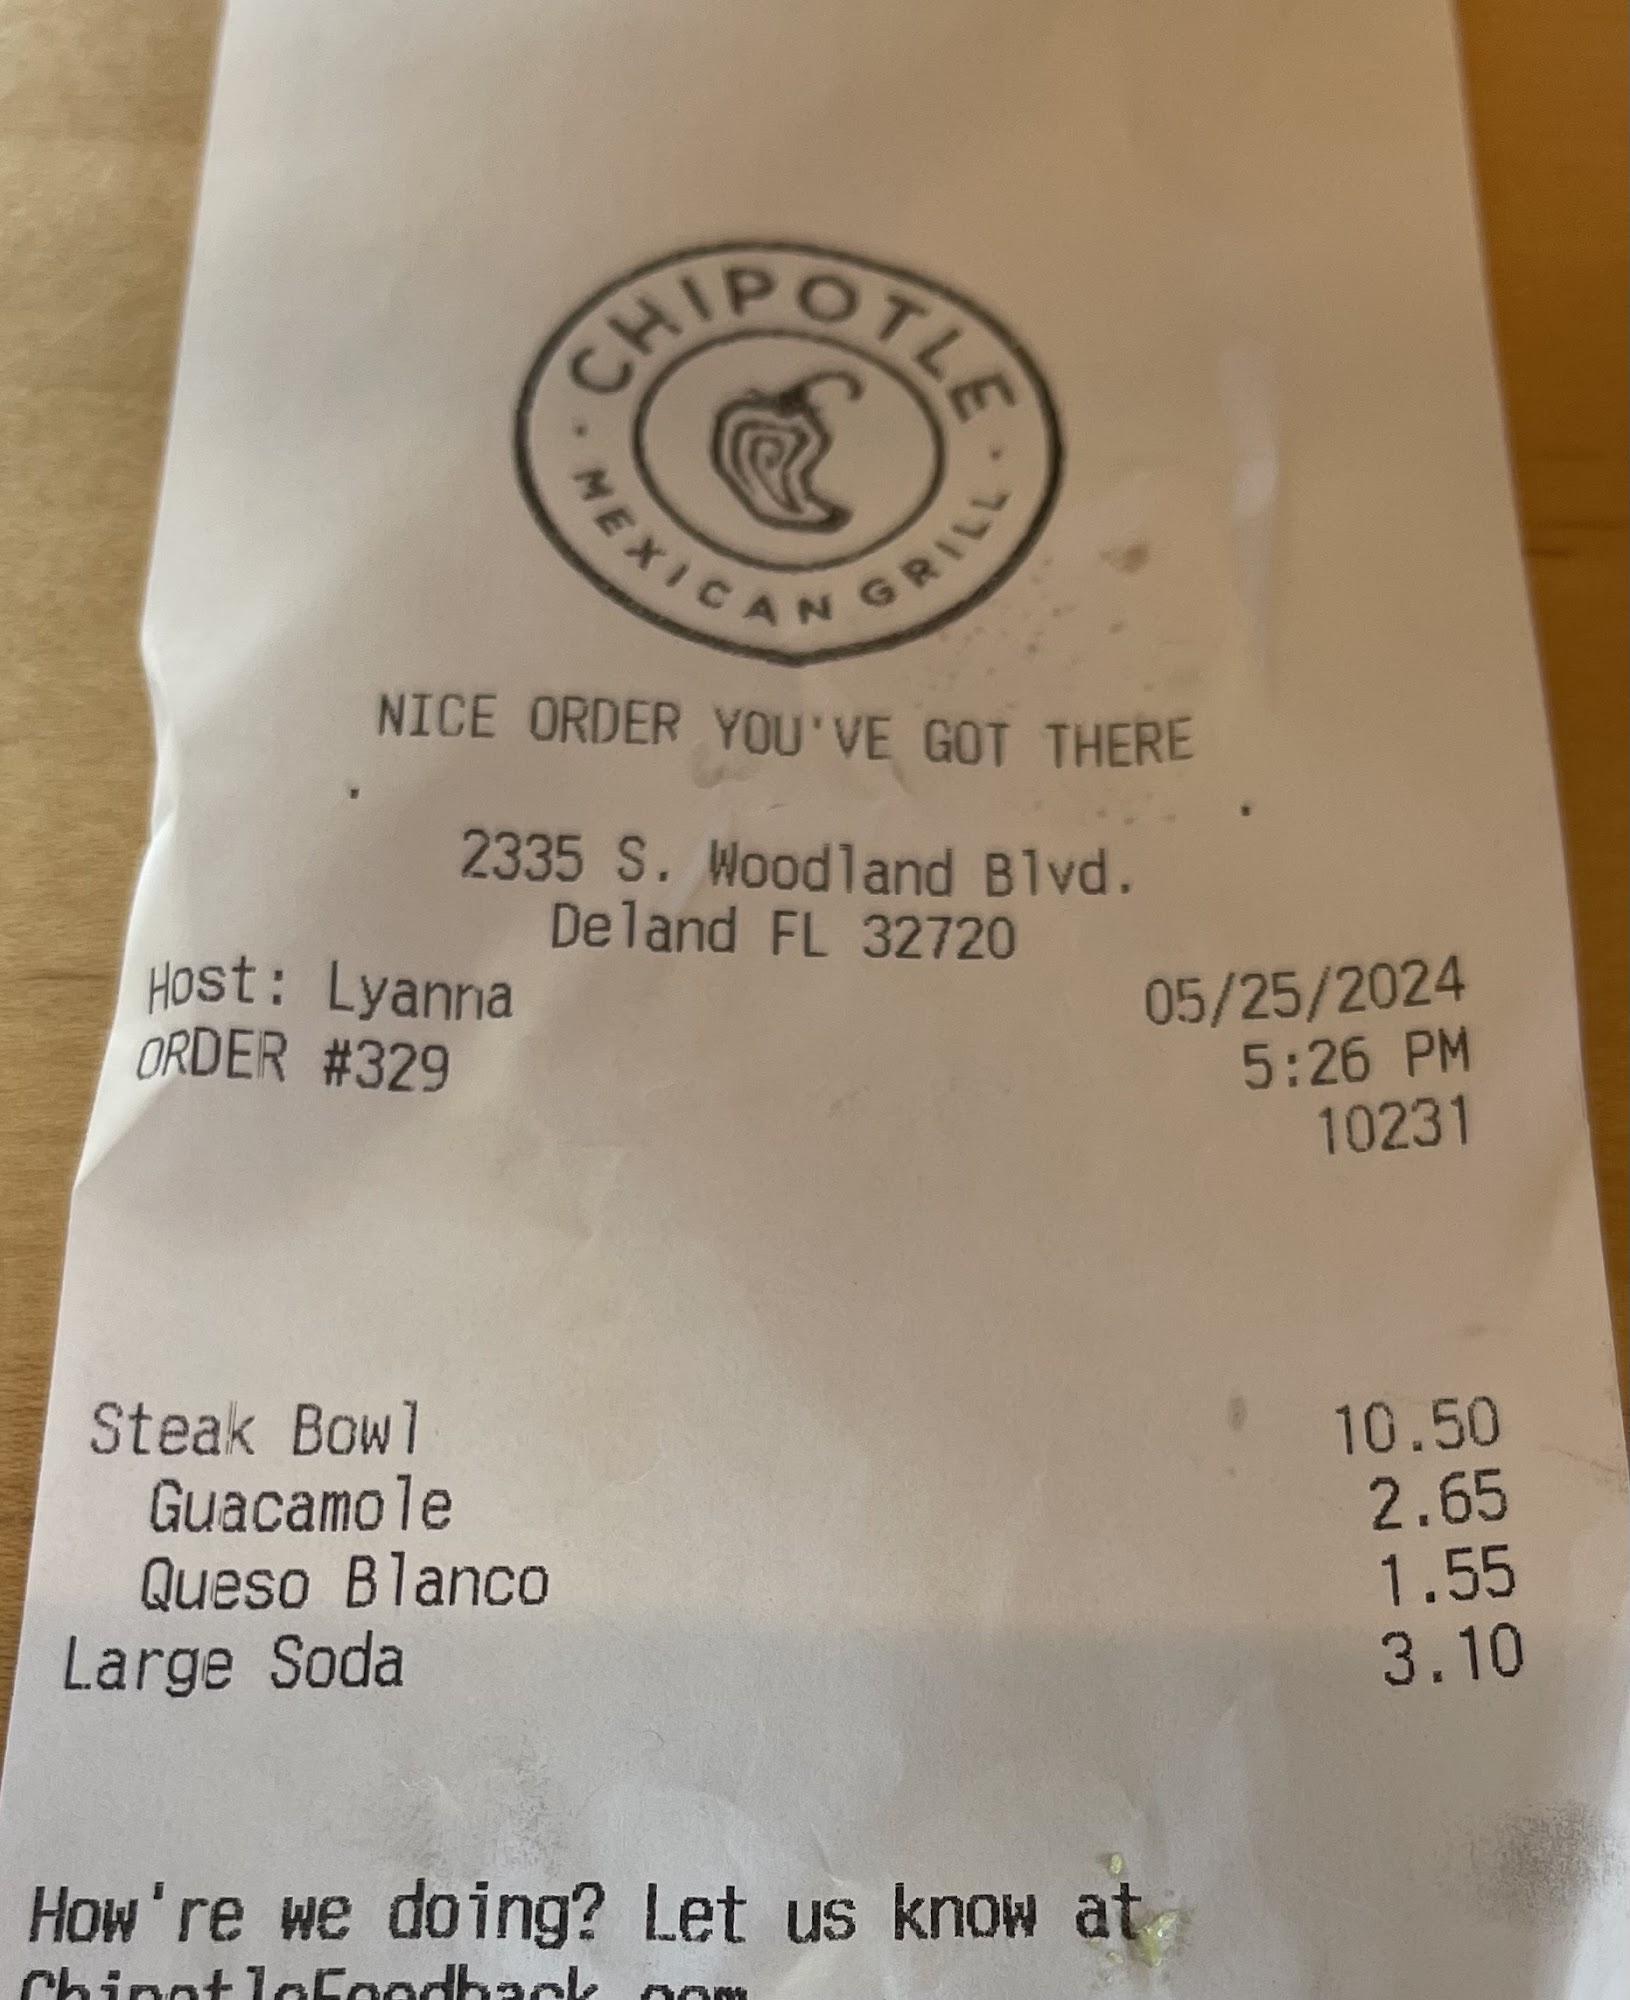 CHIPOTLE
MEXICAN GRILL
NICE ORDER YOU'VE GOT THERE
2335 S. Woodland Blvd.
Deland FL 32720
Host: Lyanna 05/25/2024
ORDER #329 5:26 PM
10231
Steak Bowl 10.50
Guacamole 2.65
Queso Blanco 1.55
Large Soda 3.10
How're we doing? Let us know at
ChipotleFeedback.com